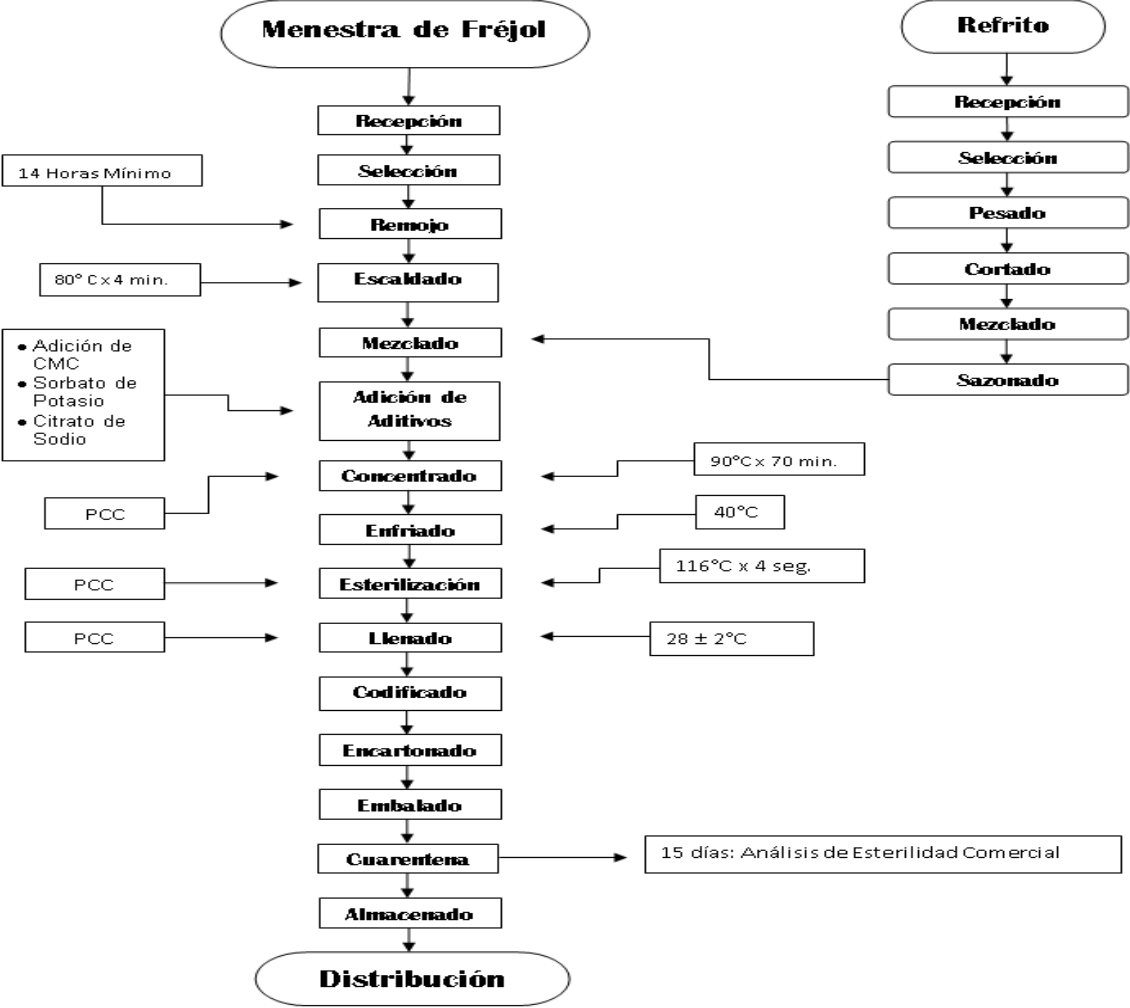 Menestra de Fréjol
Refrito
Recepción
Selección
Pesado
Cortado
Mezclado
Sazonado
Recepción
Selección
14 Horas Mínimo
Remojo
80° C x 4 min.
Escaldado
Mezclado
• Adición de
CMC
• Sorbato de
Potasio
• Citrato de
Sodio
Adición de
Aditivos
Concentrado
90°C x 70 min.
PCC
Enfriado
40°C
Esterilización
116°C x 4 seg.
PCC
Llenado
28 ± 2°C
PCC
Codificado
Encartonado
Embalado
Cuarentena
15 días: Análisis de Esterilidad Comercial
Almacenado
Distribución